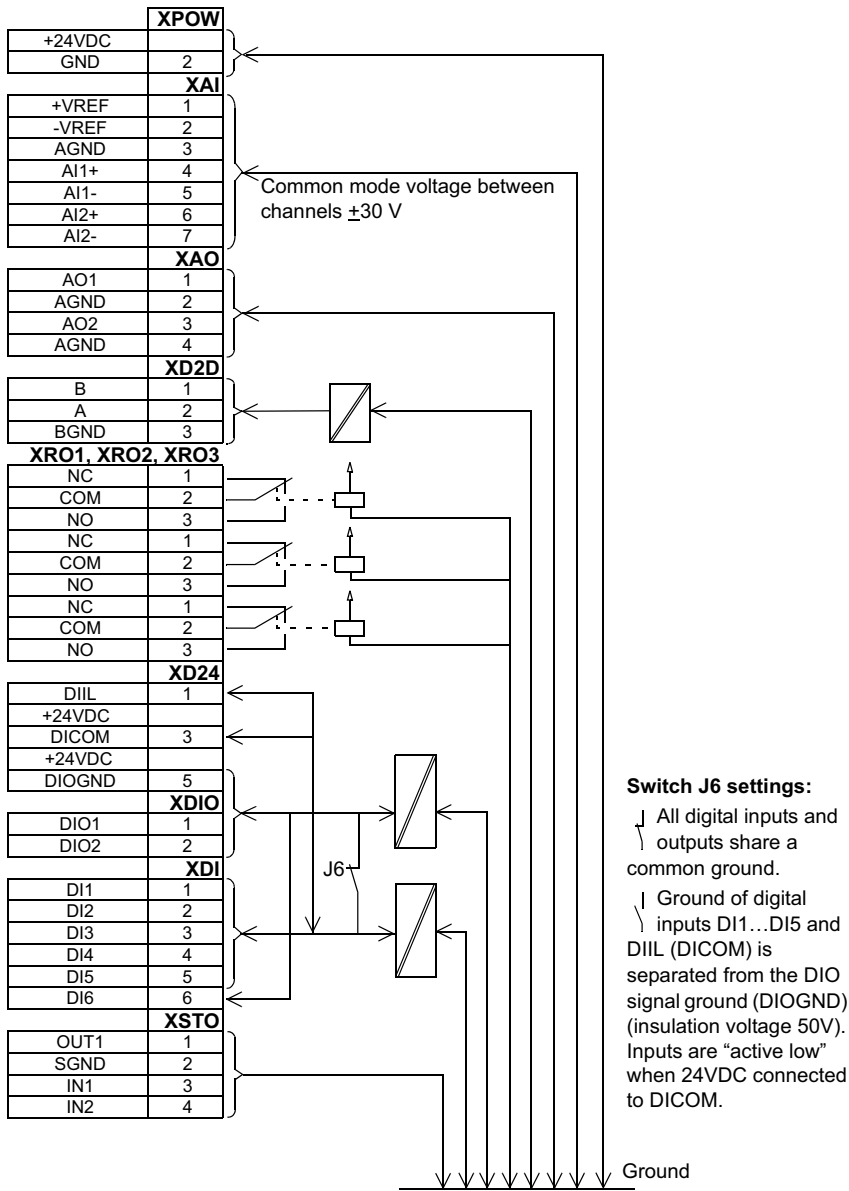 XPOW
+24VDC
GND 2
XAI
+VREF 1
-VREF 2
AGND 3
AI1+ 4
AI1- 5
AI2+ 6
AI2- 7
Common mode voltage between
channels ±30 V
XAO
AO1 1
AGND 2
AO2 3
AGND 4
XD2D
B 1
A 2
BGND 3
XRO1, XRO2, XRO3
NC 1
COM 2
NO 3
NC 1
COM 2
NO 3
NC 1
COM 2
NO 3
XD24
DIIL 1
+24VDC
DICOM 3
+24VDC
DIOGND 5
XDIO
DIO1 1
DIO2 2
XDI
J6
DI1 1
DI2 2
DI3 3
DI4 4
DI5 5
DI6 6
XSTO
OUT1 1
SGND 2
IN1 3
IN2 4
Switch J6 settings:
All digital inputs and
outputs share a
common ground.
Ground of digital
inputs DI1…DI5 and
DIIL (DICOM) is
separated from the DIO
signal ground (DIOGND)
(insulation voltage 50V).
Inputs are “active low”
when 24VDC connected
to DICOM.
Ground